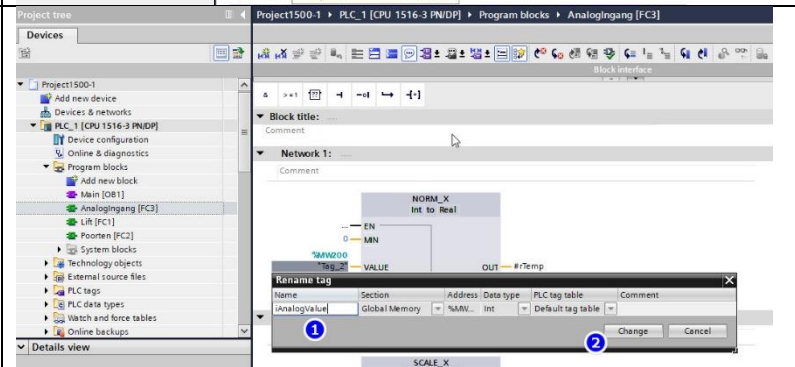 Project tree
Project1500-1 ▸ PLC_1 [CPU 1516-3 PN/DP] ▸ Program blocks ▸ AnalogIngang [FC3]
Devices
Block interface
Project1500-1
Add new device
Devices & networks
PLC_1 [CPU 1516-3 PN/DP]
Device configuration
Online & diagnostics
Program blocks
Add new block
Main [OB1]
AnalogIngang [FC3]
Lift [FC1]
Poorten [FC2]
System blocks
Technology objects
External source files
PLC tags
PLC data types
Watch and force tables
Online backups
Details view
& >=1 ??
Block title: ....
Comment
Network 1: ....
Comment
NORM_X
Int to Real
... EN
0 MIN
%MW200
"Tag_2" VALUE OUT #rTemp
Rename tag
Name Section Address Data type PLC tag table Comment
iAnalogValue Global Memory %MW... Int Default tag table
1
2 Change Cancel
SCALE_X